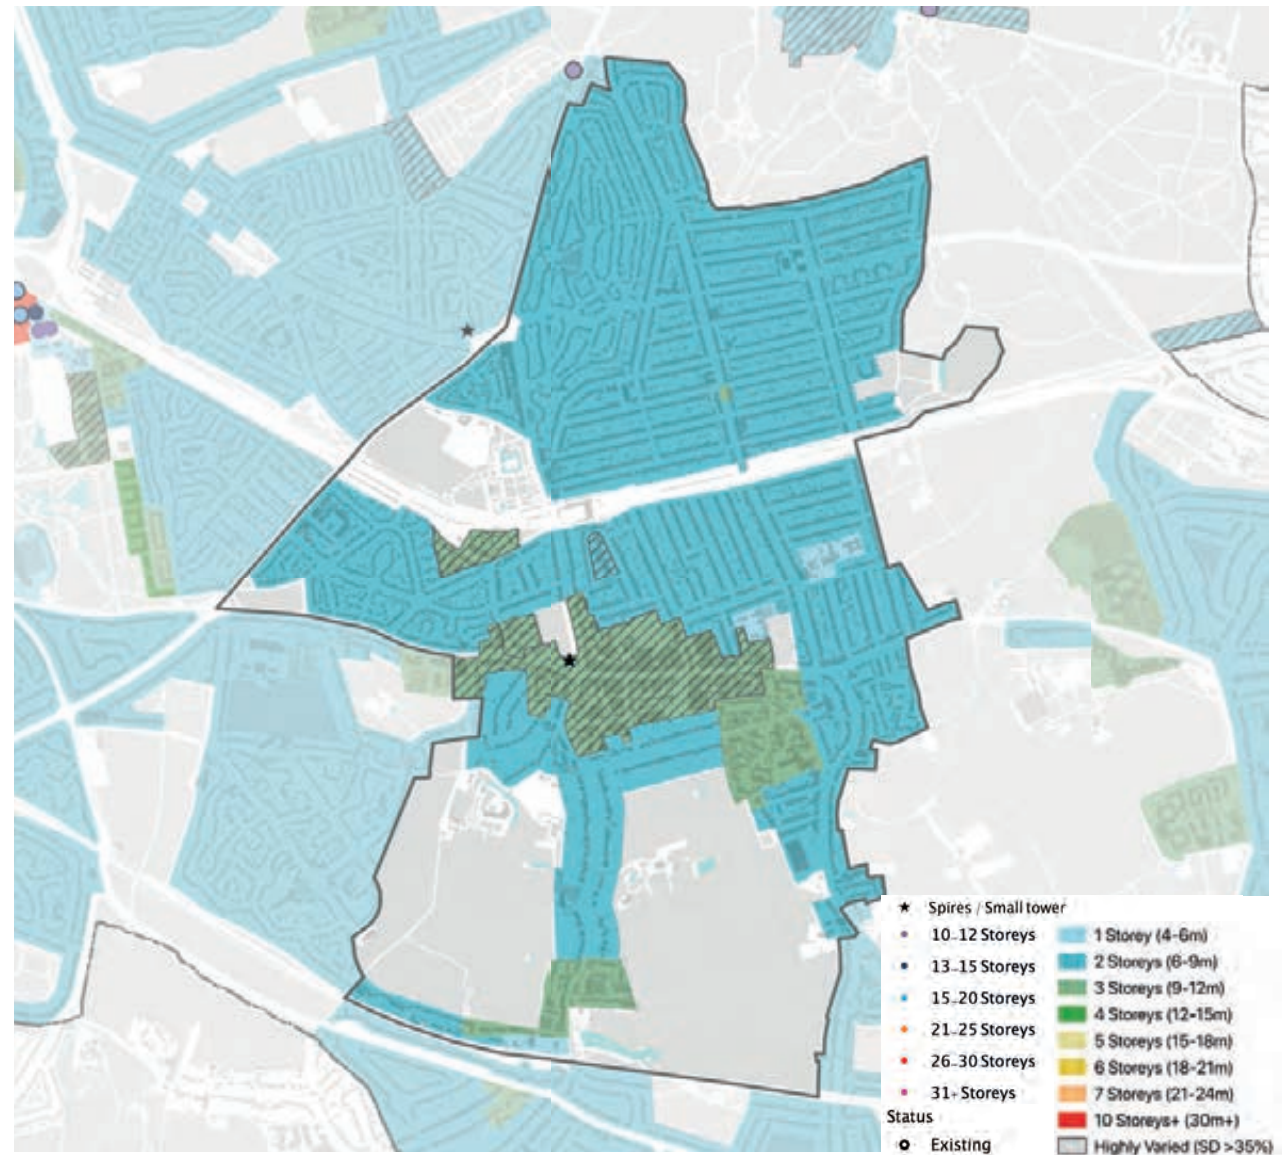 Spires / Small tower
10-12 Storeys
13-15 Storeys
15-20 Storeys
21-25 Storeys
26-30 Storeys
31+ Storeys
Status
Existing
1 Storey (4-6m)
2 Storeys (6-9m)
3 Storeys (9-12m)
4 Storeys (12-15m)
5 Storeys (15-18m)
6 Storeys (18-21m)
7 Storeys (21-24m)
10 Storeys+ (30m+)
Highly Varied (SD >35%)